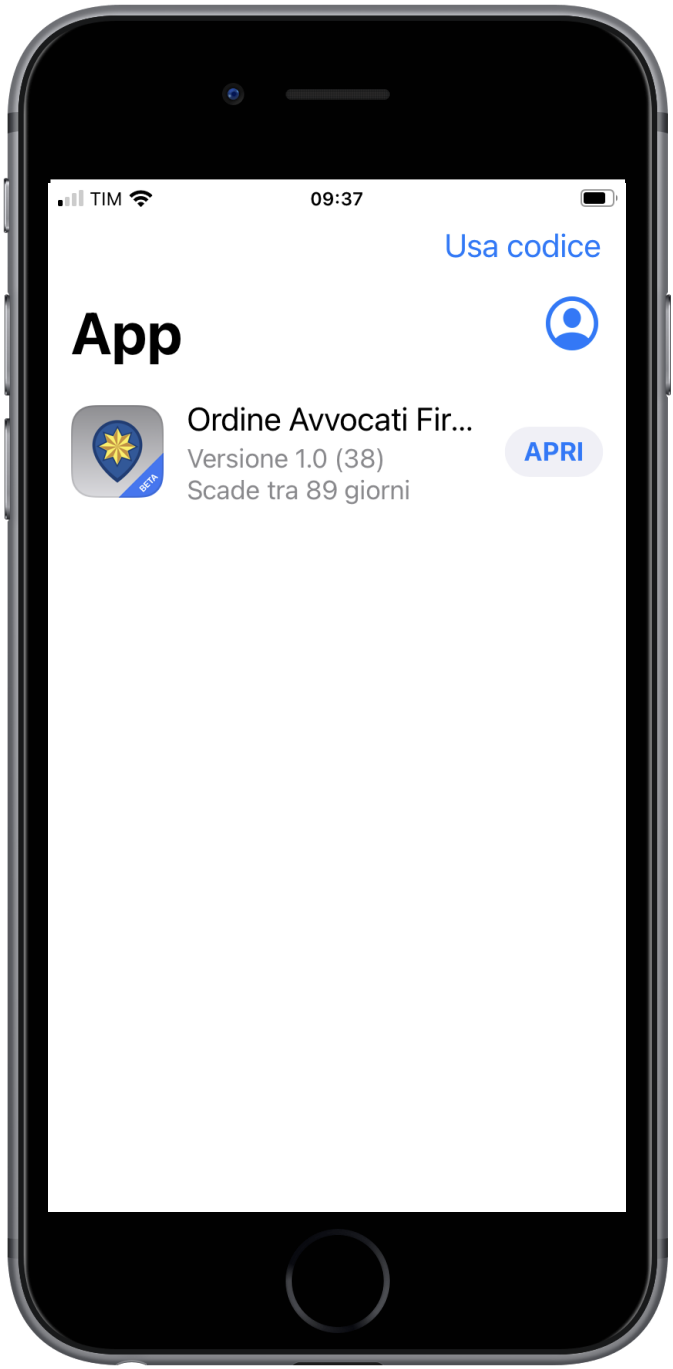 TIM 09:37
Usa codice
App
Ordine Avvocati Fir...
Versione 1.0 (38)
Scade tra 89 giorni
APRI
BETA